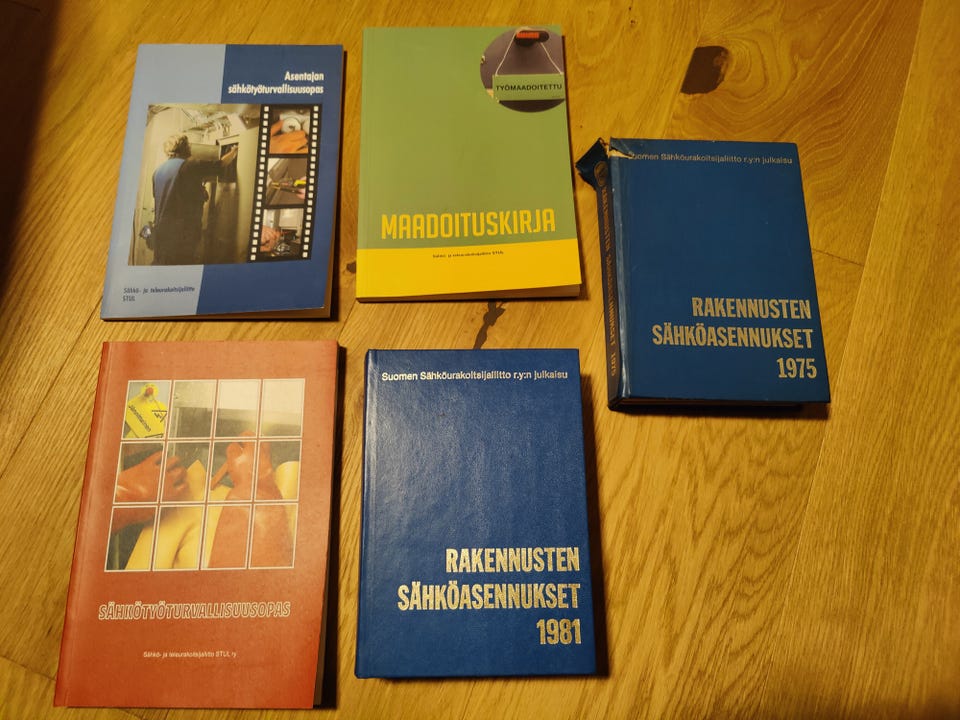 Asentajan
sähkötyöturvallisuusopas
Sähkö- ja teleurakoitsijaliitto
STUL
TYÖMAADOITETTU
MAADOITUSKIRJA
Sähkö- ja teleurakoitsijaliitto STUL
Suomen Sähköurakoitsijaliitto r.y:n julkaisu
RAKENNUSTEN
SÄHKÖASENNUKSET
1975
SÄHKÖTYÖTURVALLISUUSOPAS
Sähkö- ja teleurakoitsijaliitto STUL ry
Suomen Sähköurakoitsijaliitto r.y:n julkaisu
RAKENNUSTEN
SÄHKÖASENNUKSET
1981